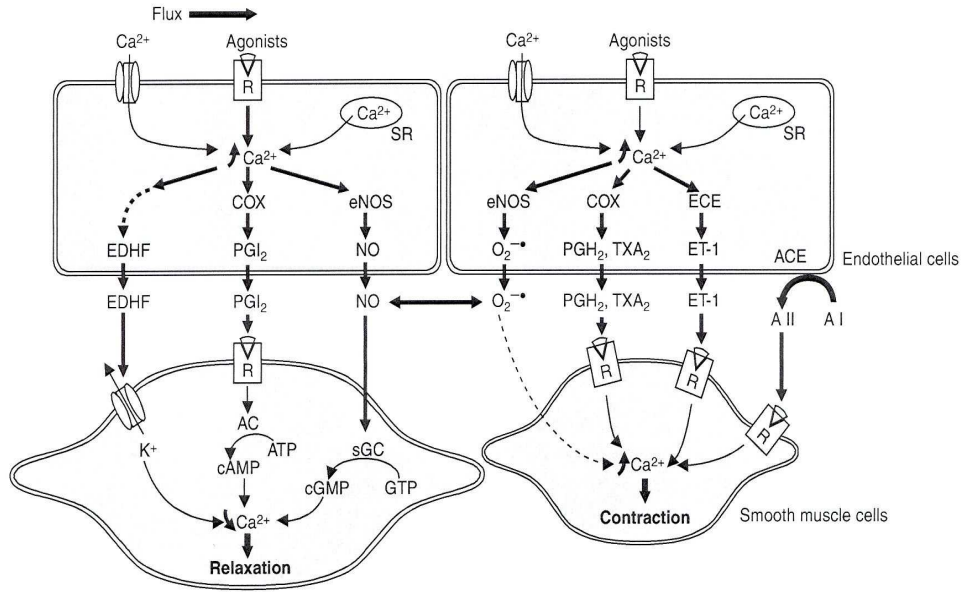 Flux
Ca²⁺ Agonists Ca²⁺ Agonists
R R
Ca²⁺ Ca²⁺
SR SR
Ca²⁺ Ca²⁺
COX eNOS eNOS COX ECE
EDHF PGI₂ NO O₂⁻• PGH₂, TXA₂ ET-1 ACE
Endothelial cells
EDHF PGI₂ NO O₂⁻• PGH₂, TXA₂ ET-1 A II A I
R R R
AC
K⁺ ATP sGC R
cAMP cGMP GTP Ca²⁺
Ca²⁺ Contraction Smooth muscle cells
Relaxation